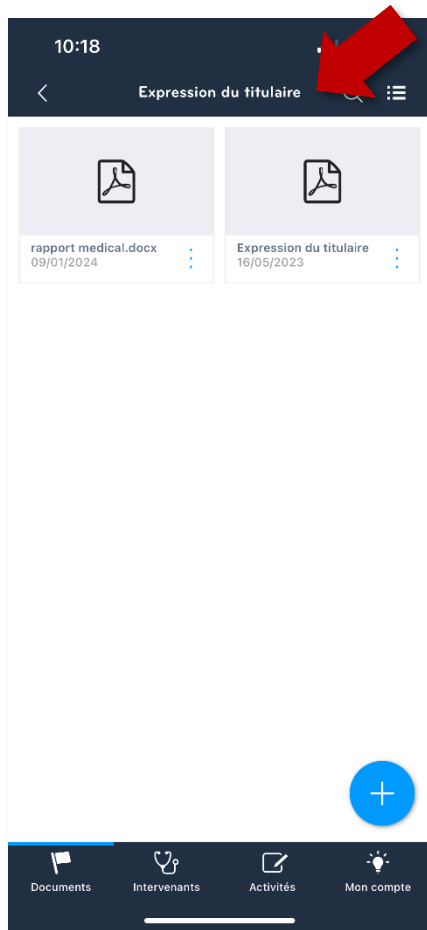 10:18
Expression du titulaire
rapport medical.docx
09/01/2024
Expression du titulaire
16/05/2023
Documents
Intervenants
Activités
Mon compte